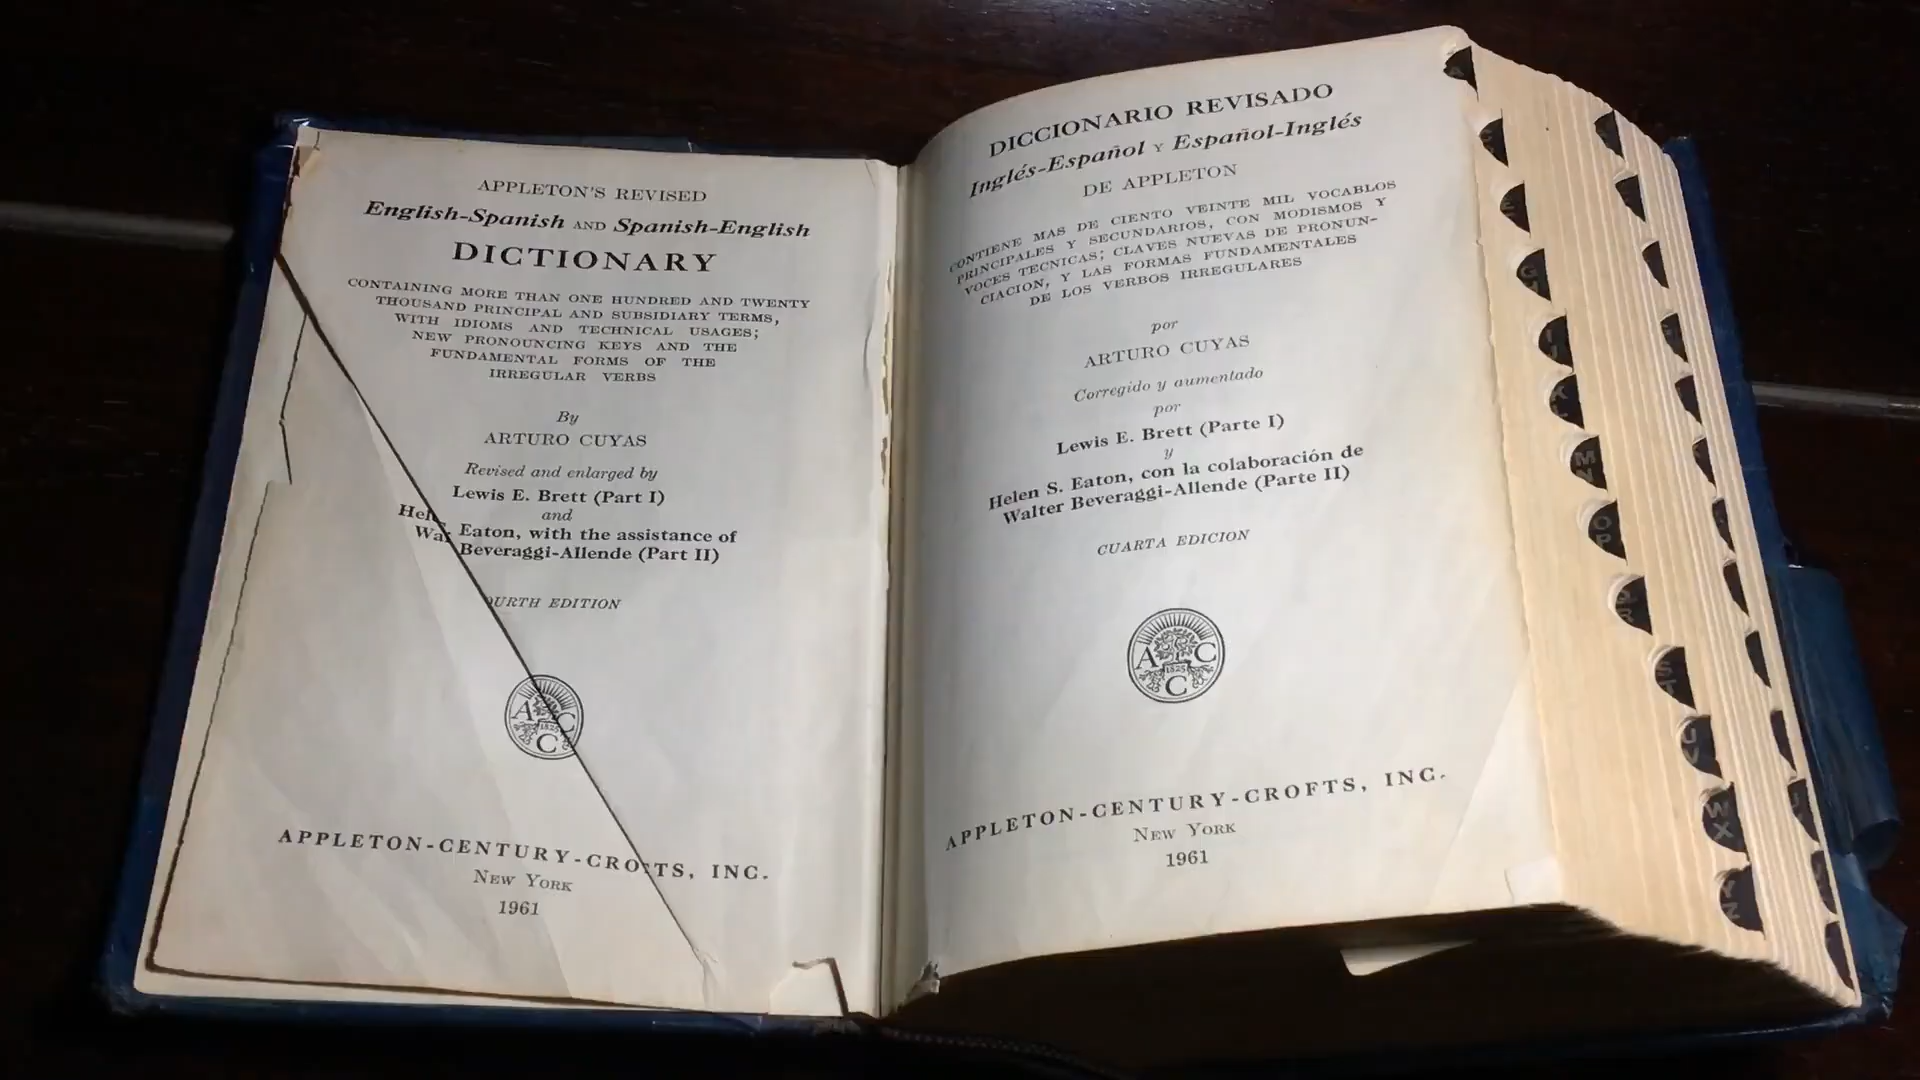 APPLETON'S REVISED
English-Spanish AND Spanish-English
DICTIONARY
CONTAINING MORE THAN ONE HUNDRED AND TWENTY
THOUSAND PRINCIPAL AND SUBSIDIARY TERMS,
WITH IDIOMS AND TECHNICAL USAGES;
NEW PRONOUNCING KEYS AND THE
FUNDAMENTAL FORMS OF THE
IRREGULAR VERBS
By
ARTURO CUYAS
Revised and enlarged by
Lewis E. Brett (Part I)
and
Eaton, with the assistance of
Beveraggi-Allende (Part II)
EDITION
A C
1825
C
APPLETON-CENTURY-CROFTS, INC.
NEW YORK
1961
DICCIONARIO REVISADO
Inglés-Español Y Español-Inglés
DE APPLETON
CONTIENE MAS DE CIENTO VEINTE MIL VOCABLOS
PRINCIPALES Y SECUNDARIOS, CON MODISMOS Y
VOCES TECNICAS; CLAVES NUEVAS DE PRONUN-
CIACION, Y LAS FORMAS FUNDAMENTALES
DE LOS VERBOS IRREGULARES
por
ARTURO CUYAS
Corregido y aumentado
por
Lewis E. Brett (Parte I)
y
Helen S. Eaton, con la colaboración de
Walter Beveraggi-Allende (Parte II)
CUARTA EDICION
A C
1825
C
APPLETON-CENTURY-CROFTS, INC.
NEW YORK
1961
A
C
E
G
I J
K L
M N
O P
Q R
S T
U V
W X
Y Z